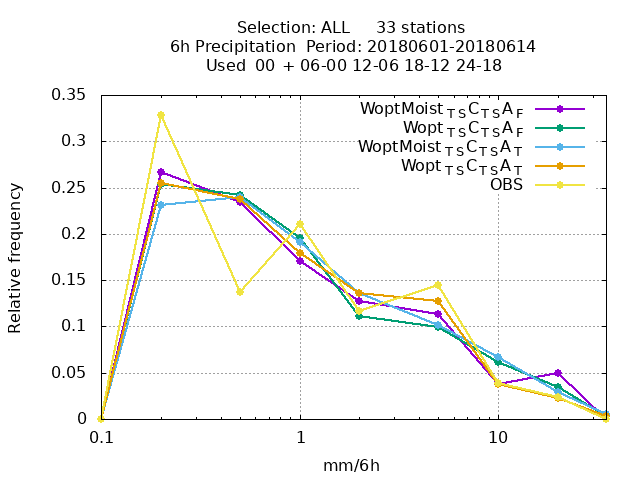 Selection: ALL 33 stations
6h Precipitation Period: 20180601-20180614
Used 00 + 06-00 12-06 18-12 24-18
WoptMoist TS C TS A F
Wopt TS C TS A F
WoptMoist TS C TS A T
Wopt TS C TS A T
OBS
Relative frequency
0.35
0.3
0.25
0.2
0.15
0.1
0.05
0
0.1 1 10
mm/6h